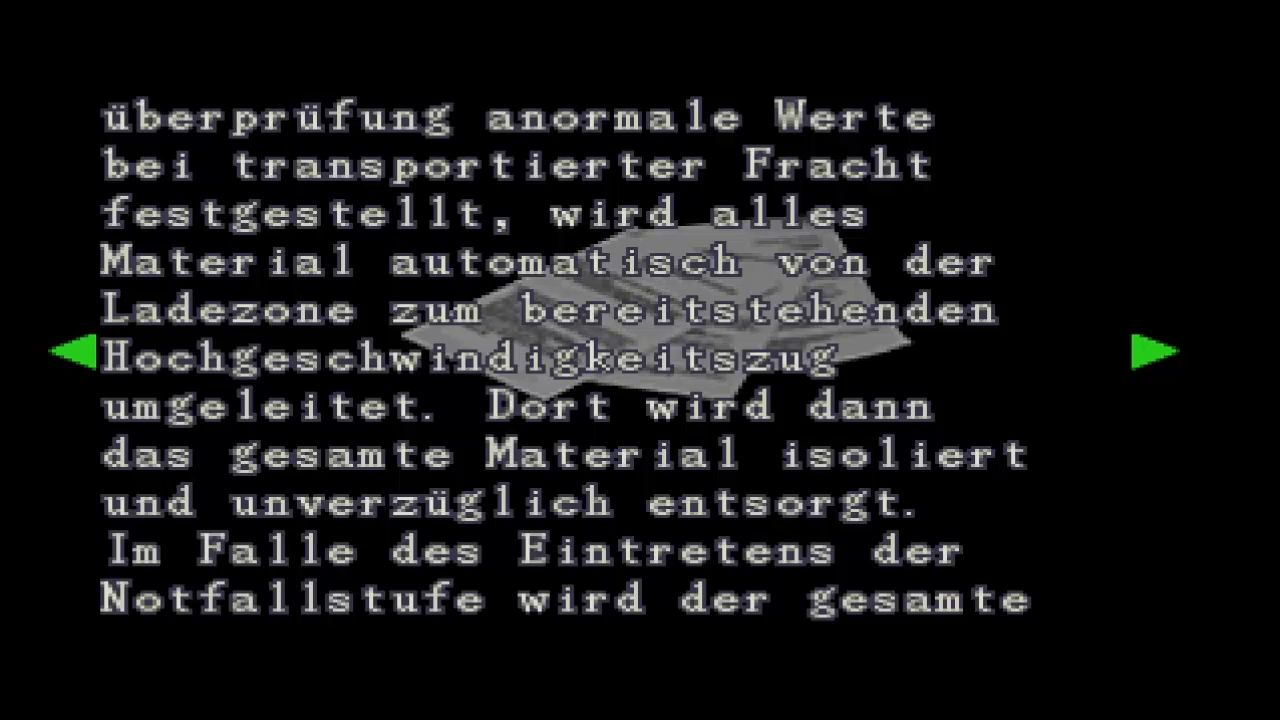 überprüfung anormale Werte
bei transportierter Fracht
festgestellt, wird alles
Material automatisch von der
Ladezone zum bereitstehenden
Hochgeschwindigkeitszug
umgeleitet. Dort wird dann
das gesamte Material isoliert
und unverzüglich entsorgt.
Im Falle des Eintretens der
Notfallstufe wird der gesamte